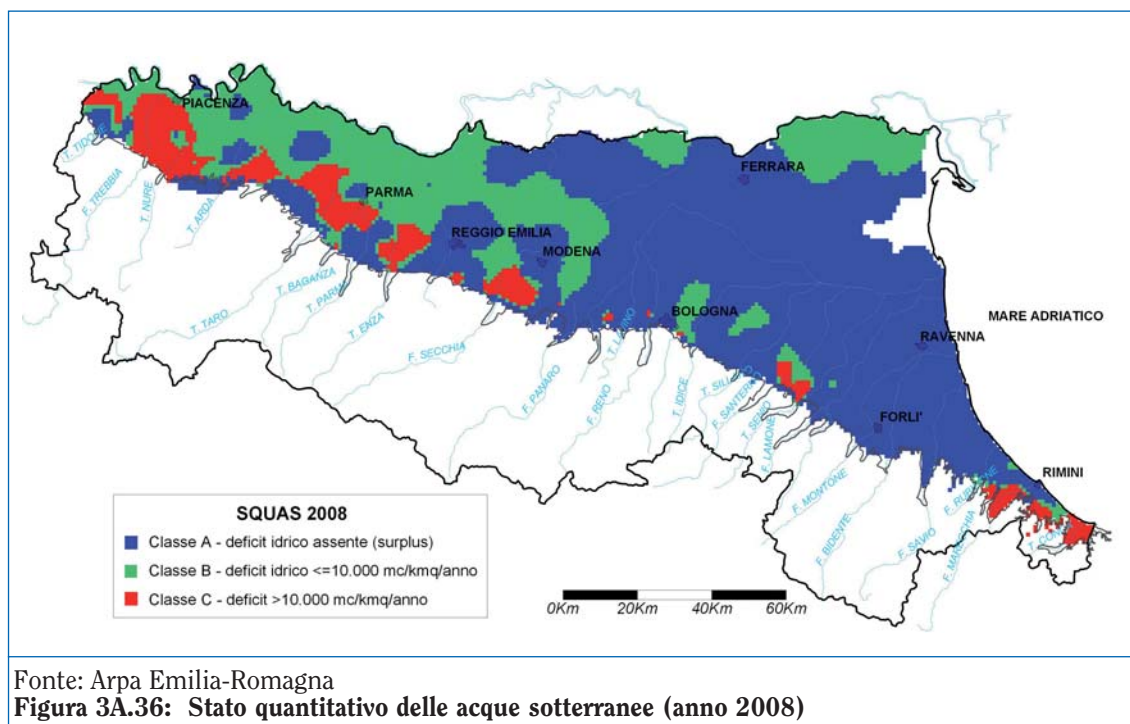 PIACENZA
T. TIDONE
F. TREBBIA
T. NURE
T. ARDA
PARMA
REGGIO EMILIA
MODENA
FERRARA
T. TARO
T. BAGANZA
T. PARMA
T. ENZA
F. SECCHIA
F. PANARO
F. RENO
T. LAVINO
BOLOGNA
T. IDICE
T. SILLARO
F. SANTERNO
T. SENIO
F. LAMONE
RAVENNA
MARE ADRIATICO
FORLI'
F. MONTONE
F. BIDENTE
F. SAVIO
F. RUBICONE
F. MARECCHIA
RIMINI
SQUAS 2008
Classe A - deficit idrico assente (surplus)
Classe B - deficit idrico <=10.000 mc/kmq/anno
Classe C - deficit >10.000 mc/kmq/anno
0Km 20Km 40Km 60Km
Fonte: Arpa Emilia-Romagna
Figura 3A.36: Stato quantitativo delle acque sotterranee (anno 2008)